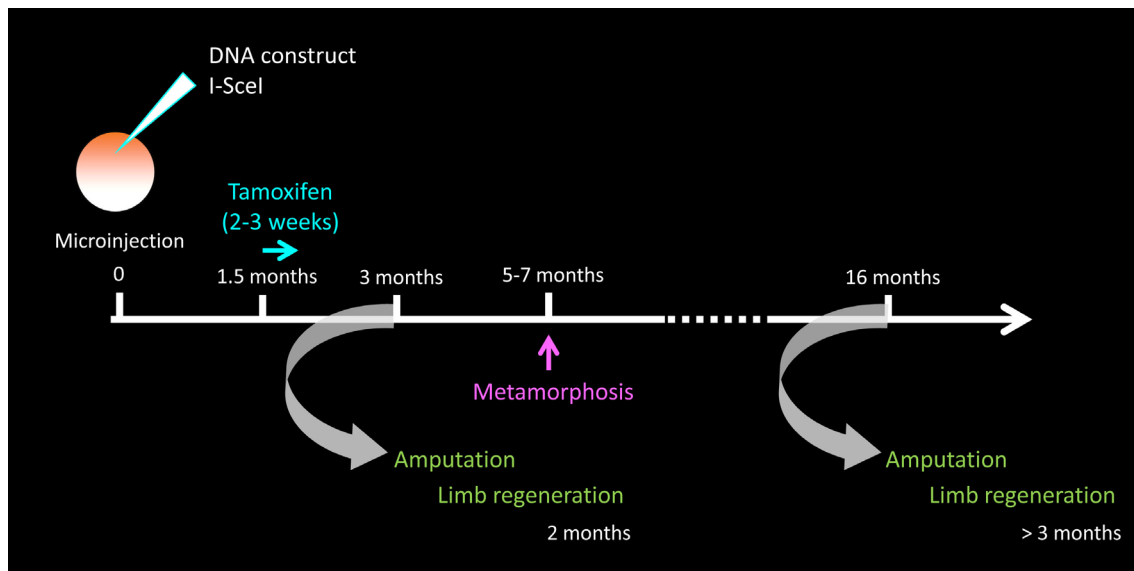 DNA construct
I-SceI
Tamoxifen
(2-3 weeks)
Microinjection
0
1.5 months
3 months
5-7 months
16 months
Metamorphosis
Amputation
Limb regeneration
2 months
Amputation
Limb regeneration
> 3 months